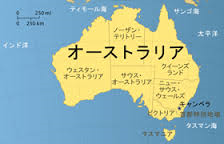 0 250 mi
0 250 km
ティモール海
サンゴ海
インド洋
太平洋
ノーザン・
テリトリー
オーストラリア
クイーンズ
ランド
ウェスタン・
オーストラリア
サウス・
オーストラリア
ニュー・
サウス・
ウェールズ
キャンベラ
首都特別地域
ビクトリア
タスマン海
タスマニア